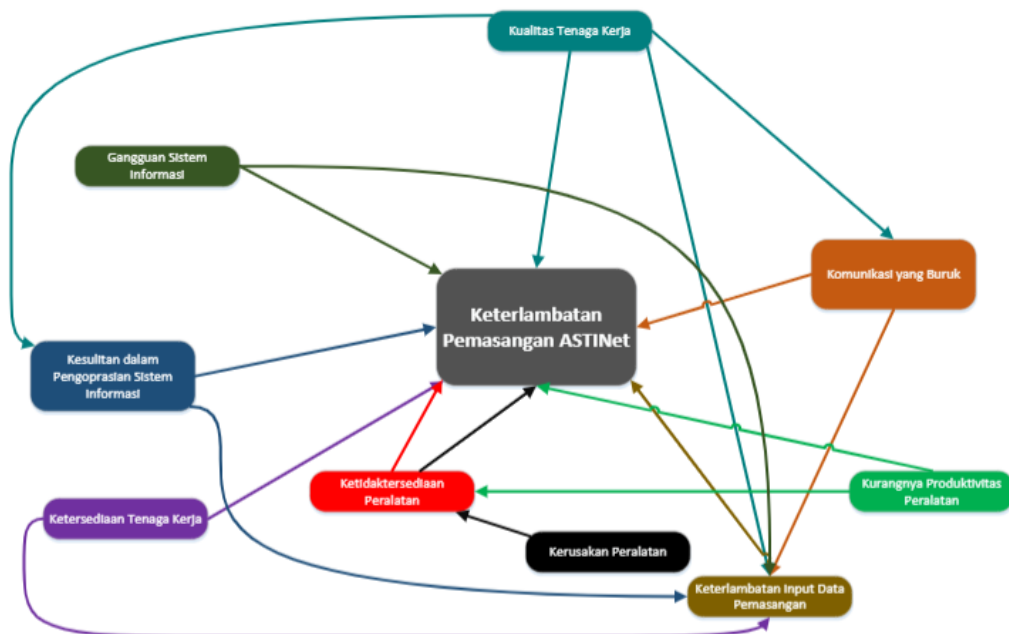 Kualitas Tenaga Kerja
Gangguan Sistem
Informasi
Komunikasi yang Buruk
Keterlambatan
Pemasangan ASTINet
Kesulitan dalam
Pengoprasian Sistem
Informasi
Ketidaktersediaan
Peralatan
Kurangnya Produktivitas
Peralatan
Ketersediaan Tenaga Kerja
Kerusakan Peralatan
Keterlambatan Input Data
Pemasangan